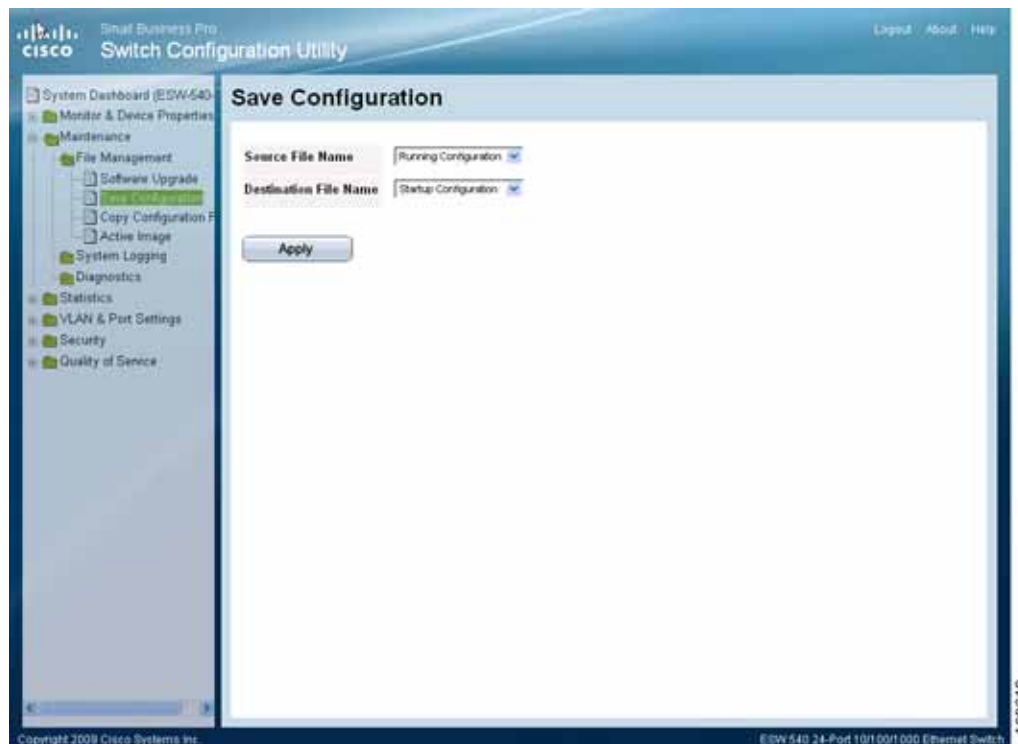 Small Business Pro
CISCO Switch Configuration Utility
Logout About Help
System Dashboard (ESW-540-
Monitor & Device Properties
Maintenance
File Management
Software Upgrade
Save Configuration
Copy Configuration F
Active Image
System Logging
Diagnostics
Statistics
VLAN & Port Settings
Security
Quality of Service
Save Configuration
Source File Name Running Configuration
Destination File Name Startup Configuration
Apply
Copyright 2009 Cisco Systems Inc.
ESW 540 24-Port 10/100/1000 Ethernet Switch